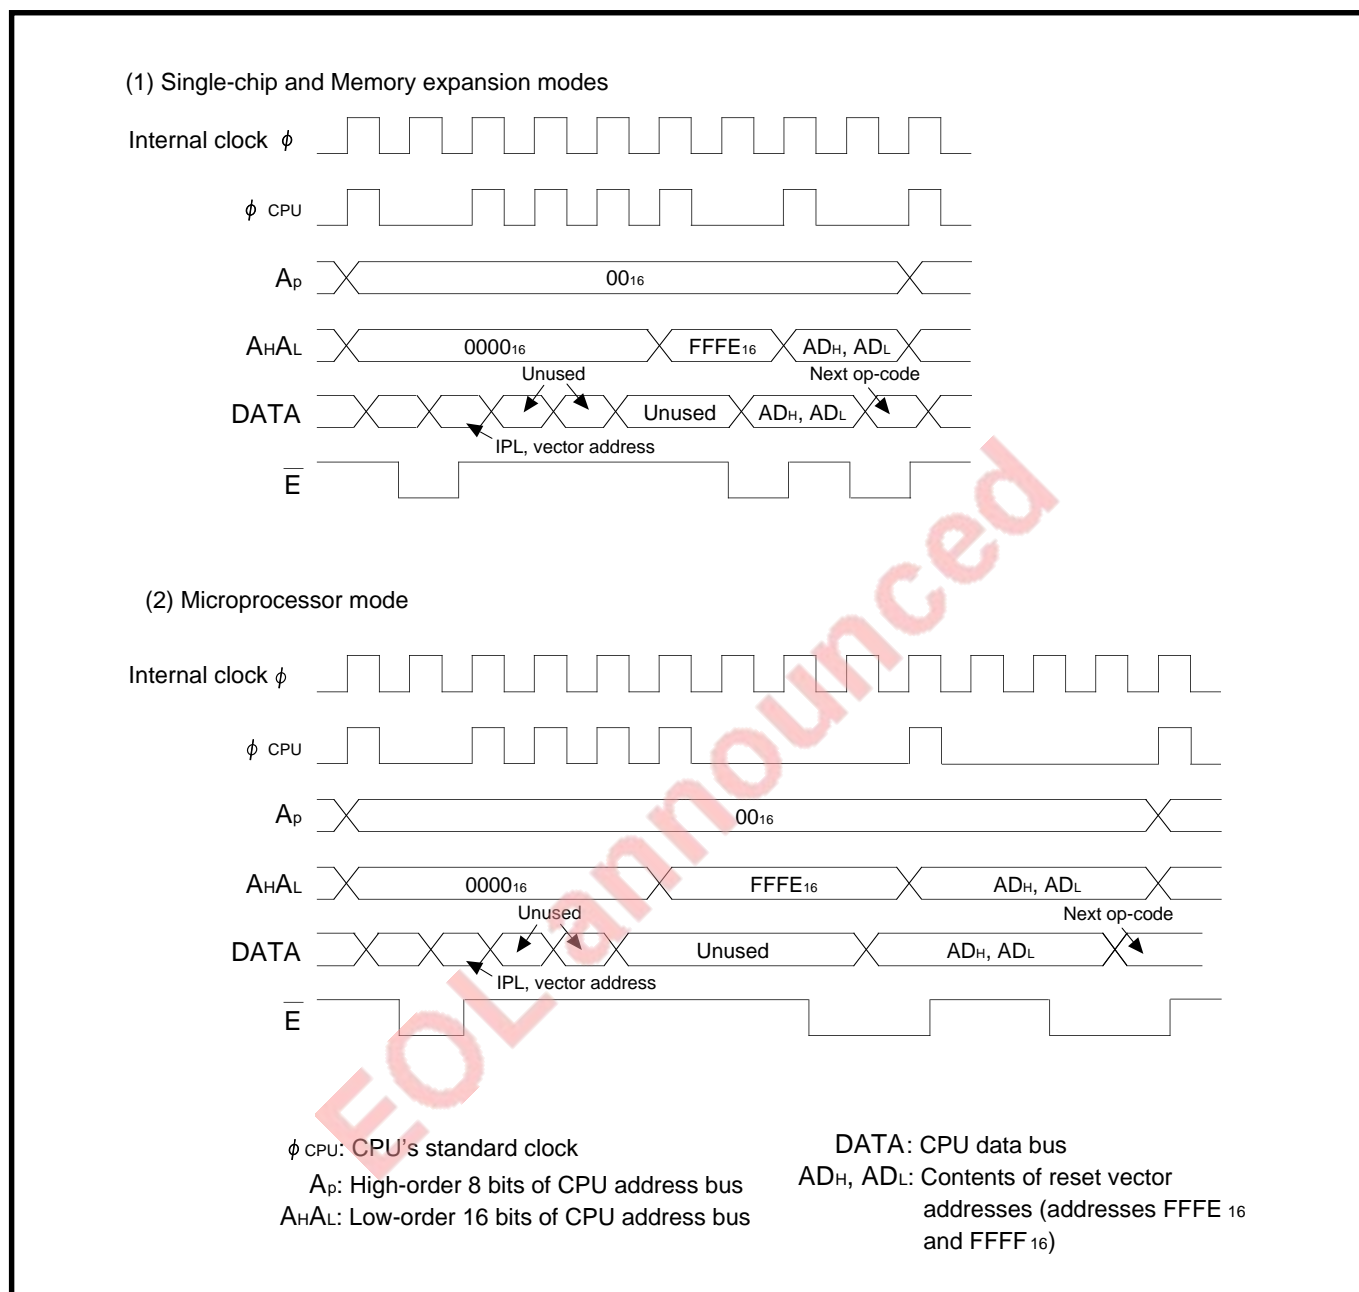 (1) Single-chip and Memory expansion modes
Internal clock ϕ
ϕ CPU
Ap
0016
AHAL
000016
FFFE16
ADH, ADL
Unused
Next op-code
DATA
Unused
ADH, ADL
IPL, vector address
E
(2) Microprocessor mode
Internal clock ϕ
ϕ CPU
Ap
0016
AHAL
000016
FFFE16
ADH, ADL
Unused
Next op-code
DATA
Unused
ADH, ADL
IPL, vector address
E
EOL announced
ϕ CPU: CPU's standard clock
Ap: High-order 8 bits of CPU address bus
AHAL: Low-order 16 bits of CPU address bus
DATA: CPU data bus
ADH, ADL: Contents of reset vector
addresses (addresses FFFE 16
and FFFF 16)